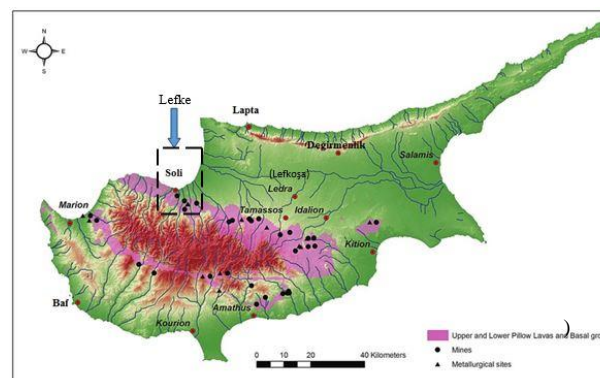 N
W E
S
Lefke
Lapta
Değirmenlik
Soli
Salamis
(Lefkoşa)
Ledra
Marion
Tamassos
Idalion
Kition
Baf
Amathus
Kourion
)
Upper and Lower Pillow Lavas and Basal gro
Mines
Metallurgical sites
0 10 20 40 Kilometers